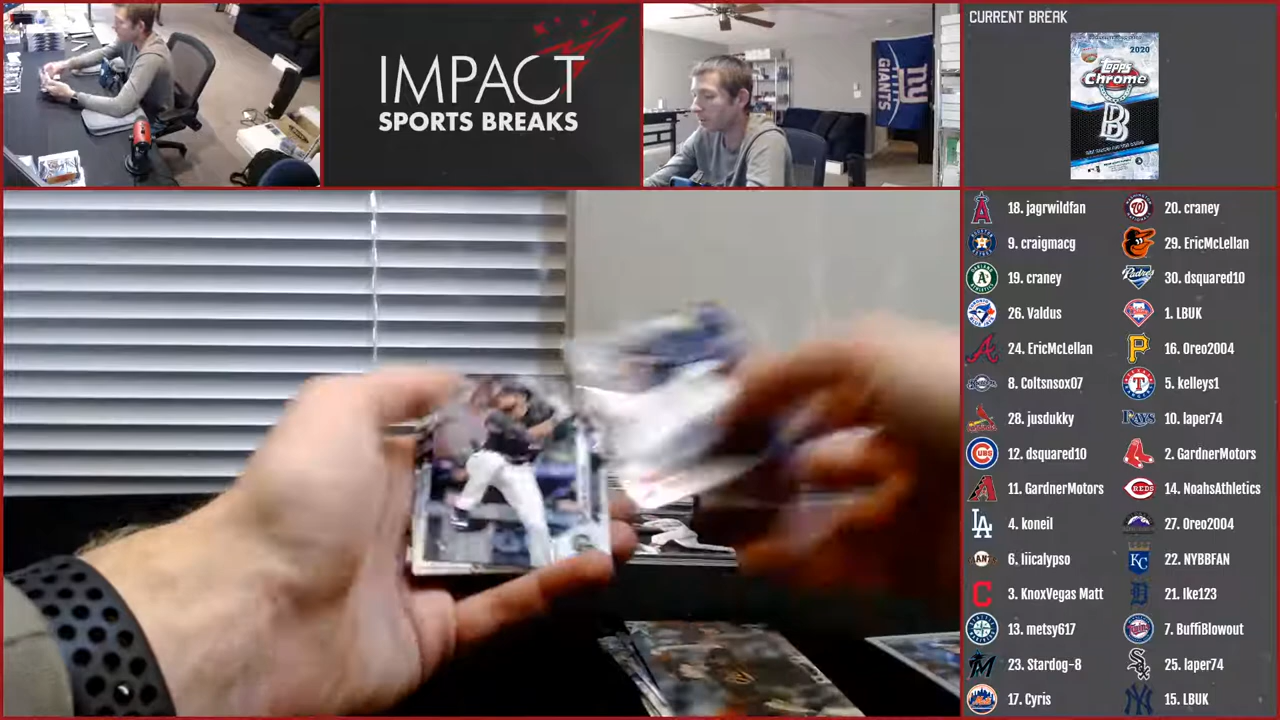 IMPACT
SPORTS BREAKS
ny
GIANTS
CURRENT BREAK
2020
Topps
Chrome
18. jagrwildfan
20. craney
9. craigmacg
29. EricMcLellan
19. craney
30. dsquared10
26. Valdus
1. LBUK
24. EricMcLellan
16. Oreo2004
8. Coltsnsox07
5. kelleys1
28. jusdukky
10. laper74
12. dsquared10
2. GardnerMotors
11. GardnerMotors
14. NoahsAthletics
4. koneil
27. Oreo2004
6. liicalypso
22. NYBBFAN
3. KnoxVegas Matt
21. Ike123
13. metsy617
7. BuffiBlowout
23. Stardog-8
25. laper74
17. Cyris
15. LBUK